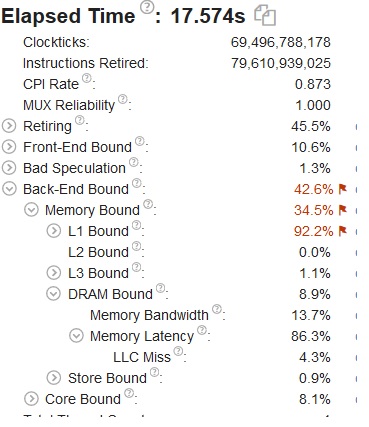 Elapsed Time ?: 17.574s
Clockticks: 69,496,788,178
Instructions Retired: 79,610,939,025
CPI Rate ?: 0.873
MUX Reliability ?: 1.000
Retiring ?: 45.5%
Front-End Bound ?: 10.6%
Bad Speculation ?: 1.3%
Back-End Bound ?: 42.6%
Memory Bound ?: 34.5%
L1 Bound ?: 92.2%
L2 Bound ?: 0.0%
L3 Bound ?: 1.1%
DRAM Bound ?: 8.9%
Memory Bandwidth ?: 13.7%
Memory Latency ?: 86.3%
LLC Miss ?: 4.3%
Store Bound ?: 0.9%
Core Bound ?: 8.1%